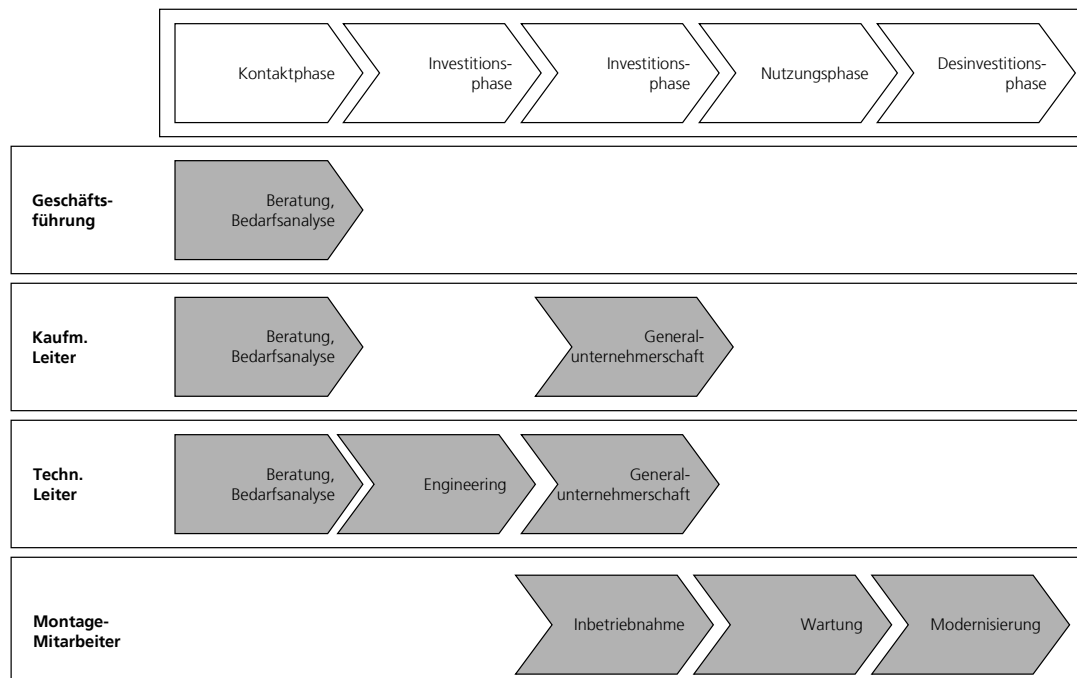 Kontaktphase
Investitions-
phase
Investitions-
phase
Nutzungsphase
Desinvestitions-
phase
Geschäfts-
führung
Beratung,
Bedarfsanalyse
Kaufm.
Leiter
Beratung,
Bedarfsanalyse
General-
unternehmerschaft
Techn.
Leiter
Beratung,
Bedarfsanalyse
Engineering
General-
unternehmerschaft
Montage-
Mitarbeiter
Inbetriebnahme
Wartung
Modernisierung